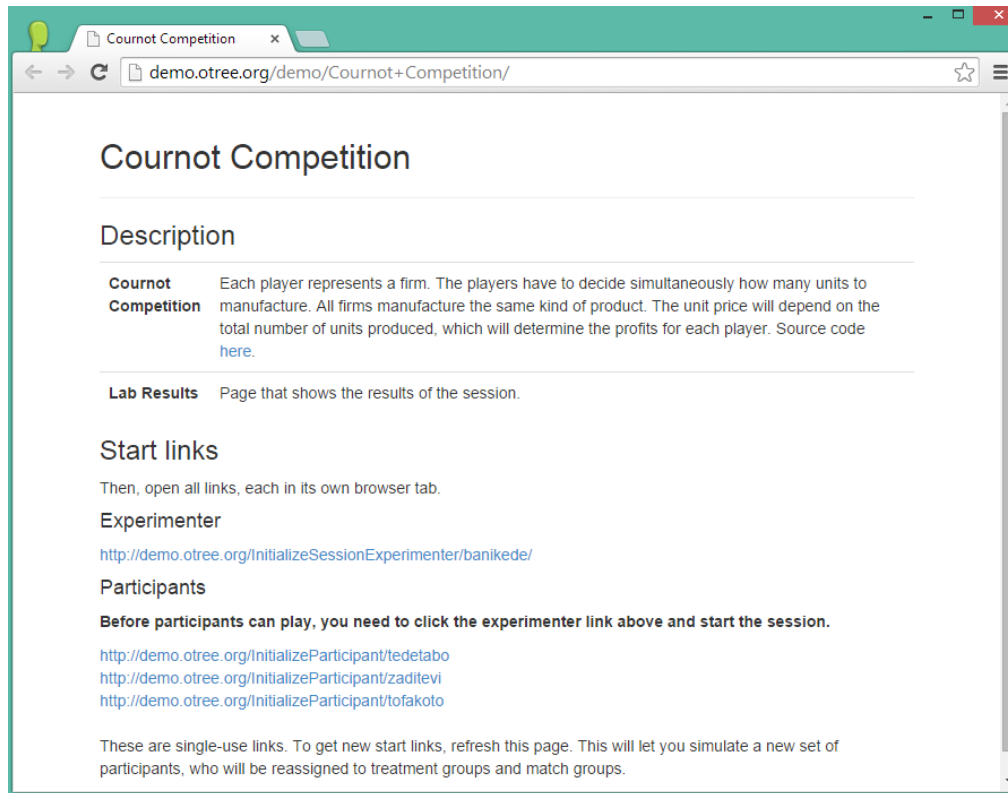 Cournot Competition
demo.otree.org/demo/Cournot+Competition/
Cournot Competition
Description
Cournot Competition
Each player represents a firm. The players have to decide simultaneously how many units to
manufacture. All firms manufacture the same kind of product. The unit price will depend on the
total number of units produced, which will determine the profits for each player. Source code
here.
Lab Results Page that shows the results of the session.
Start links
Then, open all links, each in its own browser tab.
Experimenter
http://demo.otree.org/InitializeSessionExperimenter/banikede/
Participants
Before participants can play, you need to click the experimenter link above and start the session.
http://demo.otree.org/InitializeParticipant/tedetabo
http://demo.otree.org/InitializeParticipant/zaditevi
http://demo.otree.org/InitializeParticipant/tofakoto
These are single-use links. To get new start links, refresh this page. This will let you simulate a new set of
participants, who will be reassigned to treatment groups and match groups.